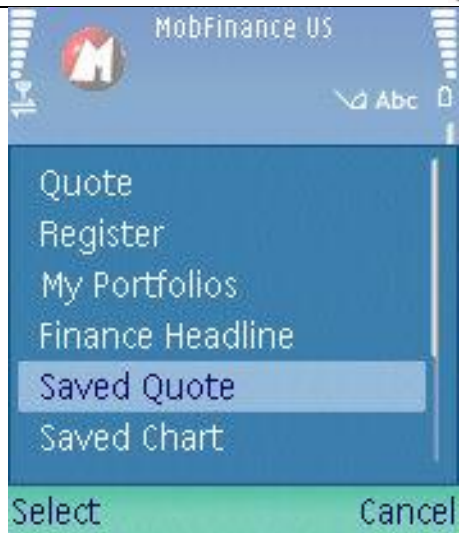 MobFinance US
M
Abc
Quote
Register
My Portfolios
Finance Headline
Saved Quote
Saved Chart
Select Cancel